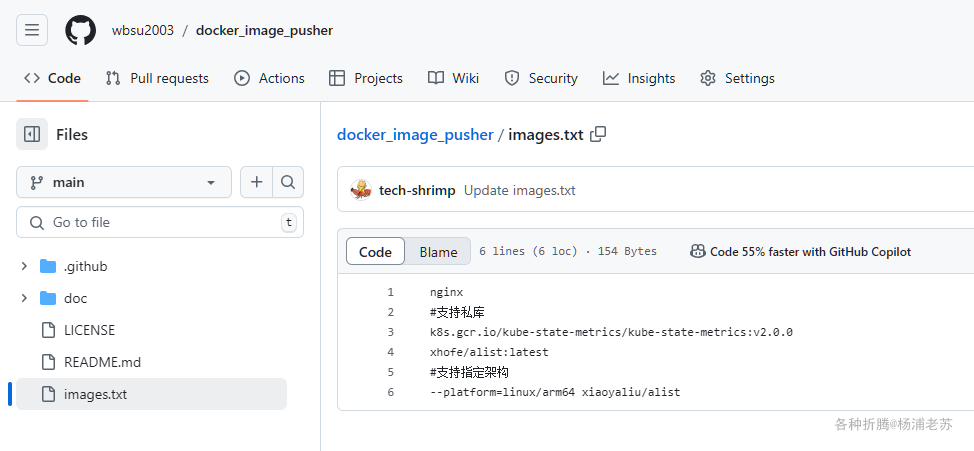 wbsu2003 / docker_image_pusher
Code Pull requests Actions Projects Wiki Security Insights Settings
Files
main
Go to file t
.github
doc
LICENSE
README.md
images.txt
docker_image_pusher / images.txt
tech-shrimp Update images.txt
Code Blame 6 lines (6 loc) · 154 Bytes Code 55% faster with GitHub Copilot
1 nginx
2 #支持私库
3 k8s.gcr.io/kube-state-metrics/kube-state-metrics:v2.0.0
4 xhofe/alist:latest
5 #支持指定架构
6 --platform=linux/arm64 xiaoyaliu/alist
各种折腾@杨浦老苏